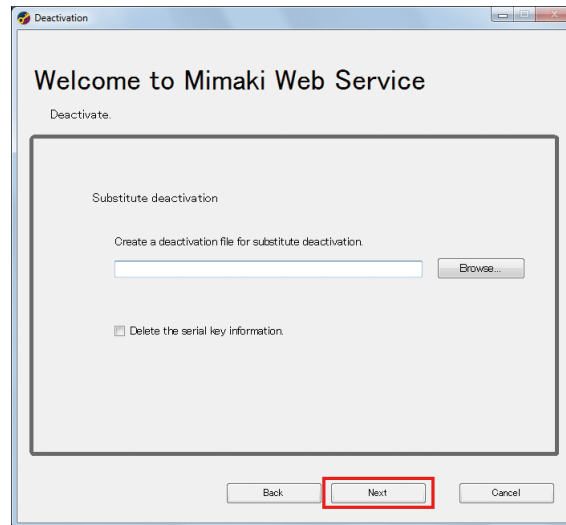 Deactivation
Welcome to Mimaki Web Service
Deactivate.
Substitute deactivation
Create a deactivation file for substitute deactivation.
Browse...
Delete the serial key information.
Back
Next
Cancel